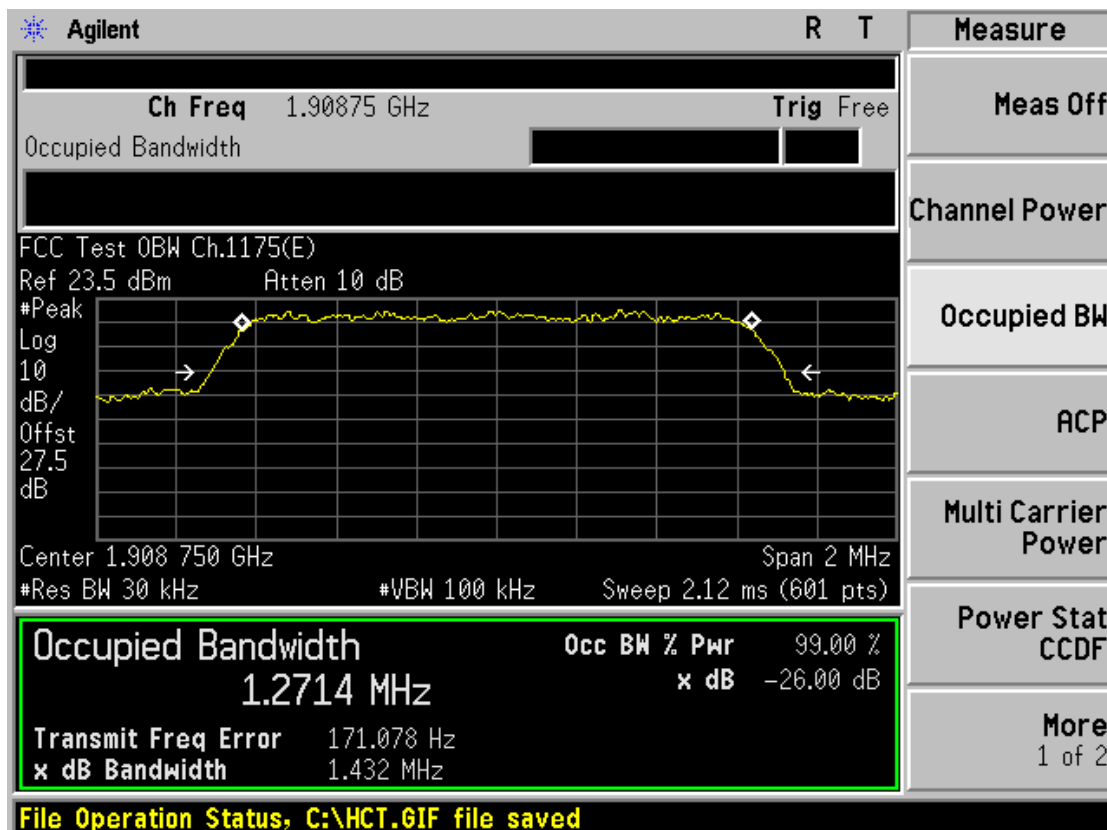 Agilent R T Measure
Ch Freq 1.90875 GHz Trig Free
Occupied Bandwidth
FCC Test OBW Ch.1175(E)
Ref 23.5 dBm Atten 10 dB
#Peak
Log
10
dB/
Offst
27.5
dB
Center 1.908 750 GHz Span 2 MHz
#Res BW 30 kHz #VBW 100 kHz Sweep 2.12 ms (601 pts)
Occupied Bandwidth Occ BW % Pwr 99.00 %
1.2714 MHz x dB -26.00 dB
Transmit Freq Error 171.078 Hz
x dB Bandwidth 1.432 MHz
File Operation Status, C:\HCT.GIF file saved
Meas Off
Channel Power
Occupied BW
ACP
Multi Carrier
Power
Power Stat
CCDF
More
1 of 2